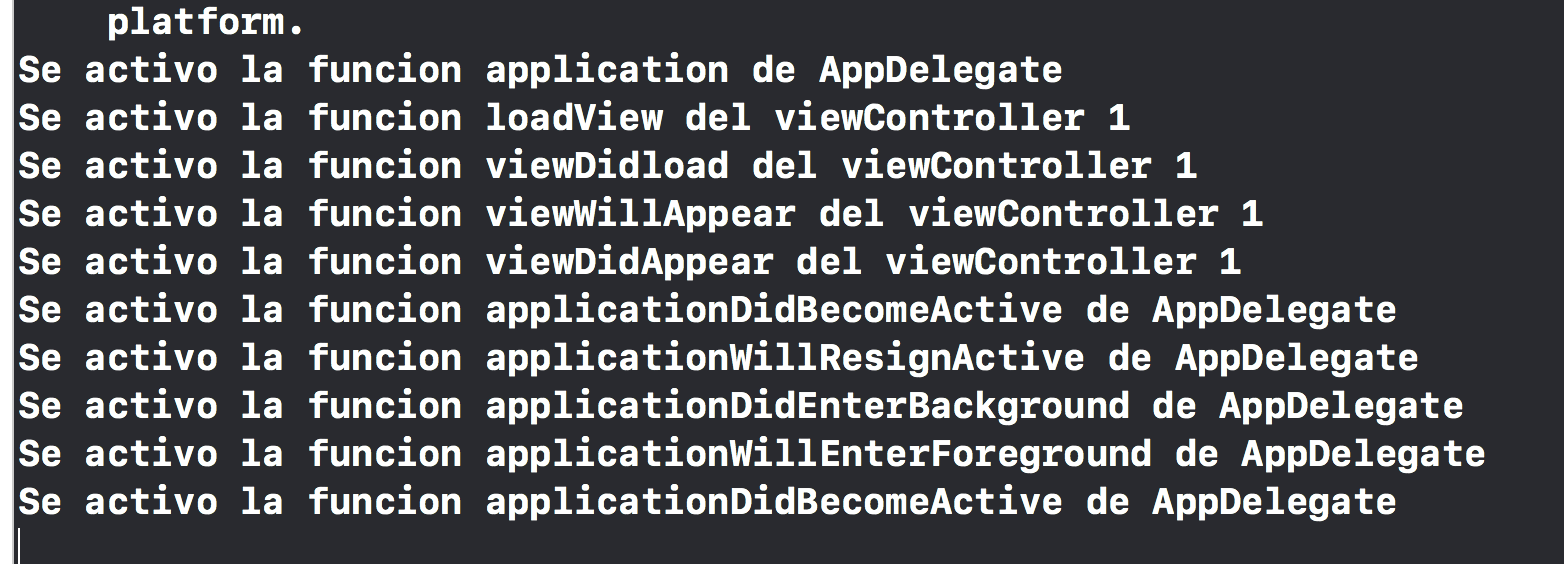 platform.
Se activo la funcion application de AppDelegate
Se activo la funcion loadView del viewController 1
Se activo la funcion viewDidload del viewController 1
Se activo la funcion viewWillAppear del viewController 1
Se activo la funcion viewDidAppear del viewController 1
Se activo la funcion applicationDidBecomeActive de AppDelegate
Se activo la funcion applicationWillResignActive de AppDelegate
Se activo la funcion applicationDidEnterBackground de AppDelegate
Se activo la funcion applicationWillEnterForeground de AppDelegate
Se activo la funcion applicationDidBecomeActive de AppDelegate